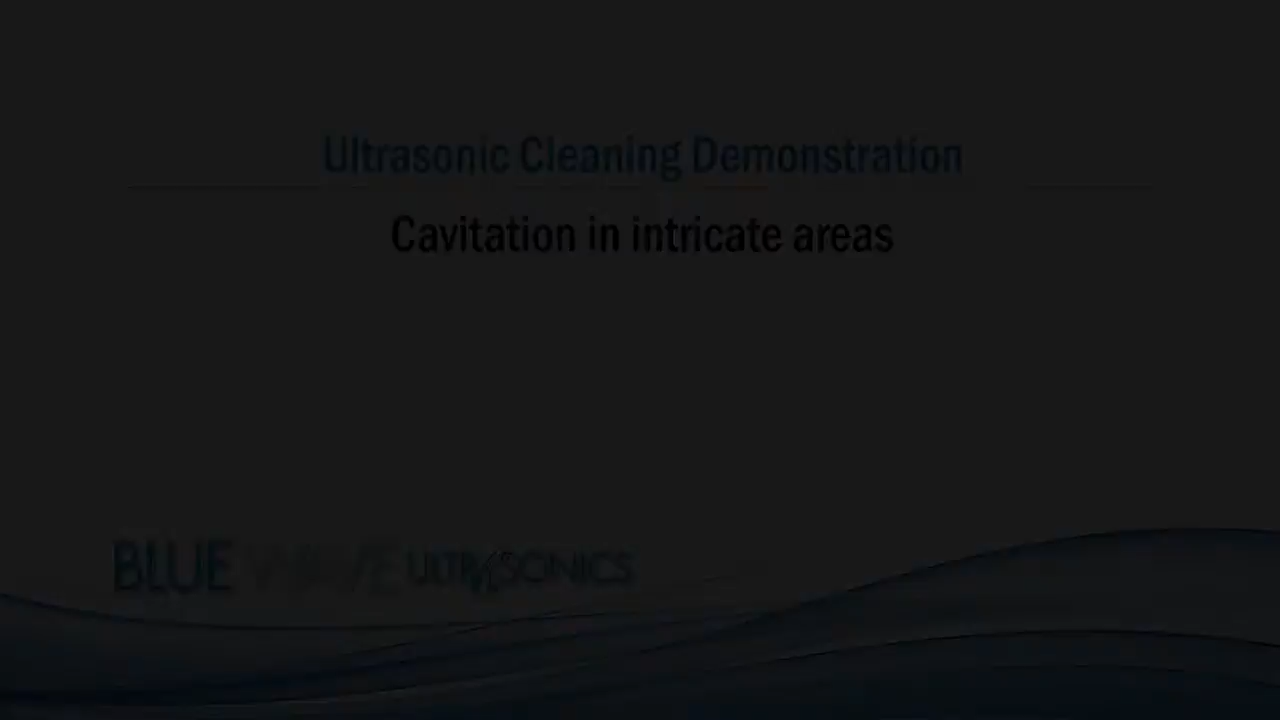 Ultrasonic Cleaning Demonstration
Cavitation in intricate areas
BLUE WAVE ULTRASONICS